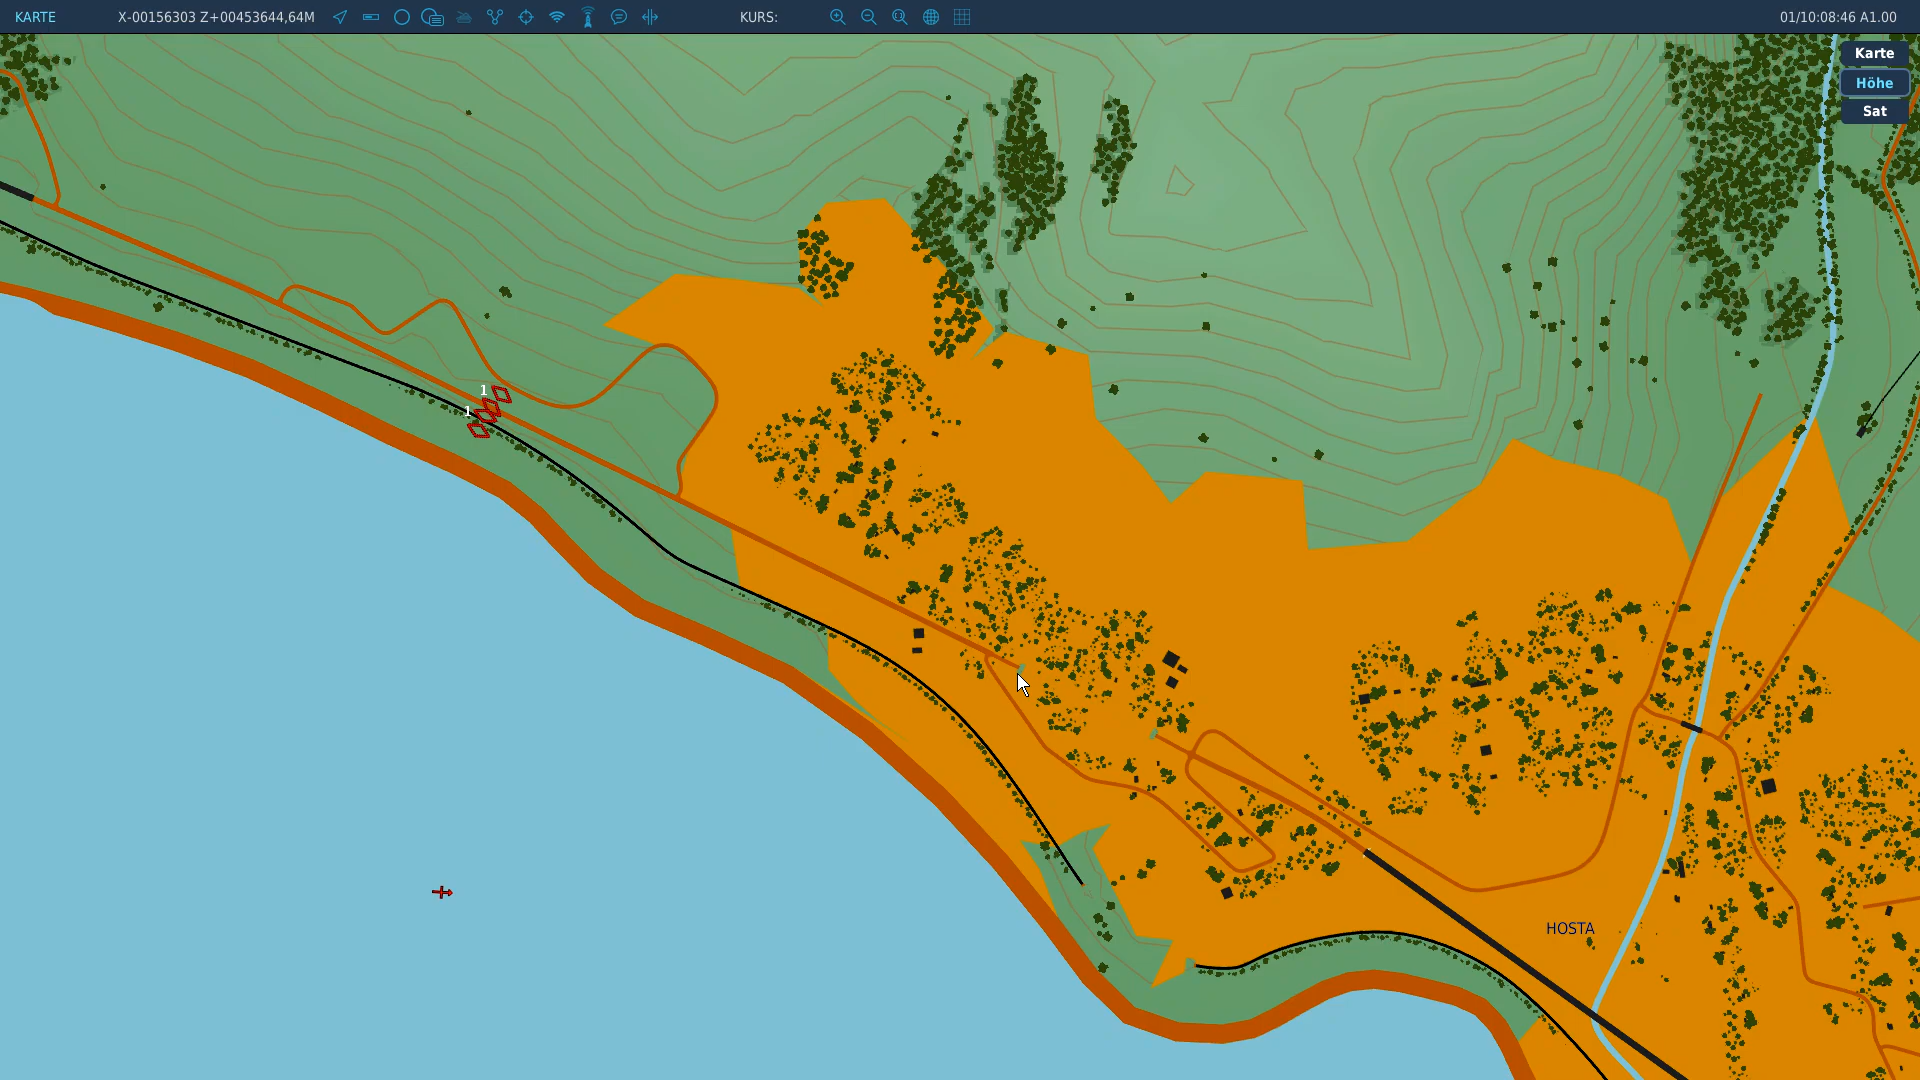 KARTE X-00156303 Z+00453644,64M KURS: 01/10:08:46 A1.00
Karte
Höhe
Sat
1
1
HOSTA